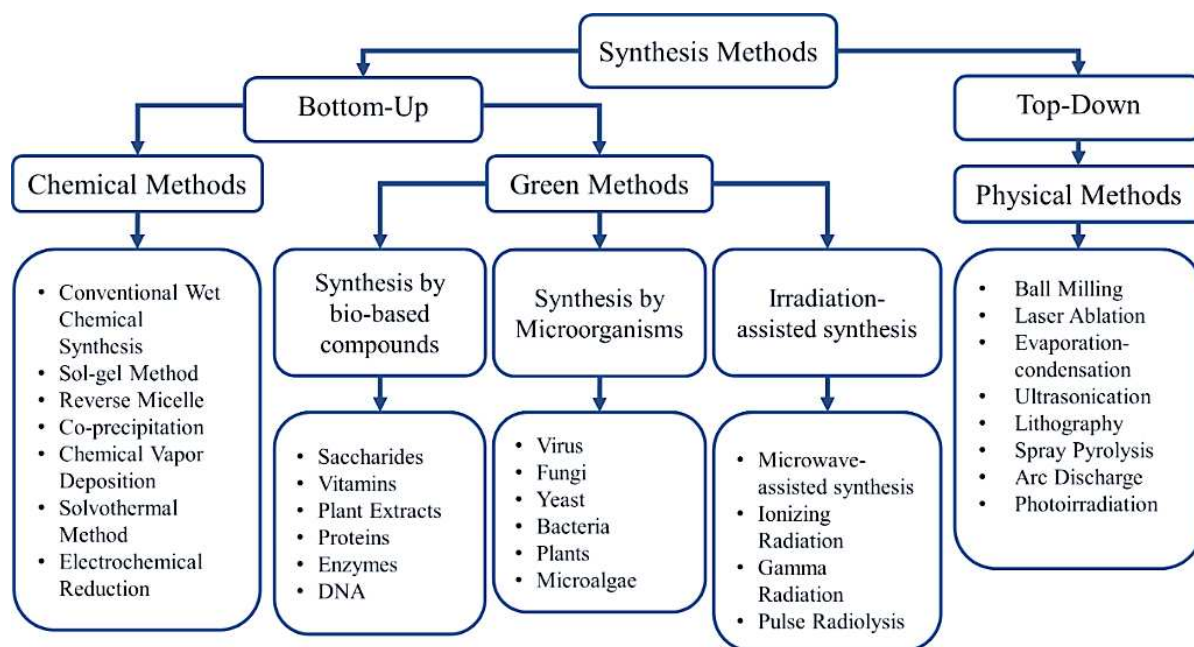 Synthesis Methods
Bottom-Up
Top-Down
Chemical Methods
Green Methods
Physical Methods
• Conventional Wet
Chemical
Synthesis
• Sol-gel Method
• Reverse Micelle
• Co-precipitation
• Chemical Vapor
Deposition
• Solvothermal
Method
• Electrochemical
Reduction
Synthesis by
bio-based
compounds
• Saccharides
• Vitamins
• Plant Extracts
• Proteins
• Enzymes
• DNA
Synthesis by
Microorganisms
• Virus
• Fungi
• Yeast
• Bacteria
• Plants
• Microalgae
Irradiation-
assisted synthesis
• Microwave-
assisted synthesis
• Ionizing
Radiation
• Gamma
Radiation
• Pulse Radiolysis
• Ball Milling
• Laser Ablation
• Evaporation-
condensation
• Ultrasonication
• Lithography
• Spray Pyrolysis
• Arc Discharge
• Photoirradiation